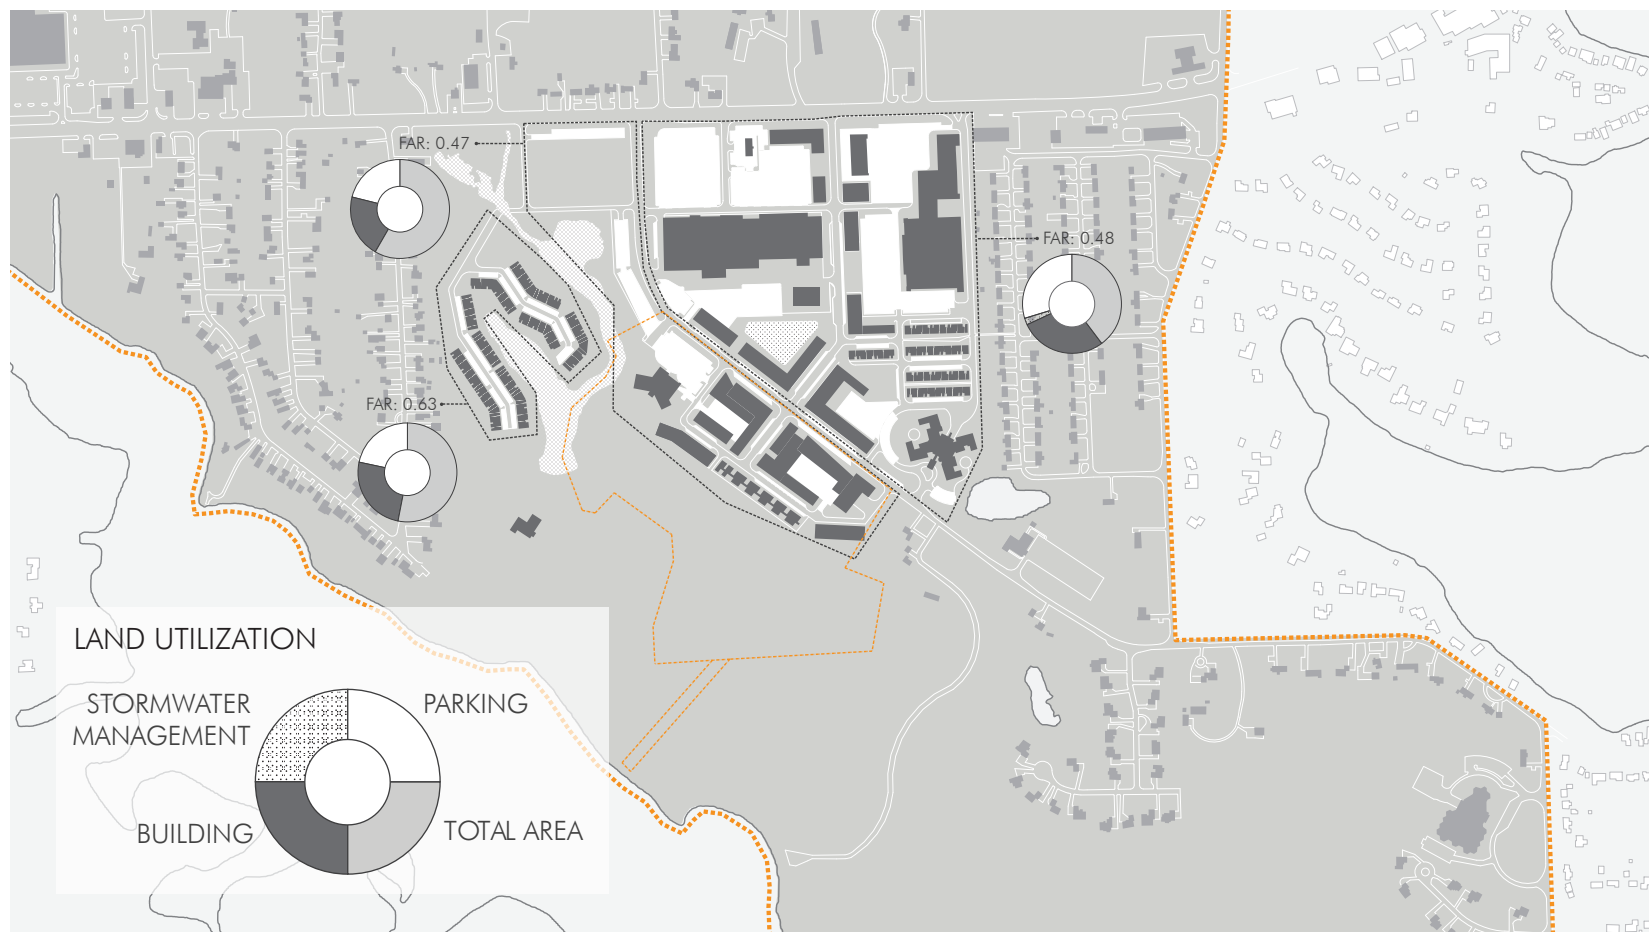 FAR: 0.47
FAR: 0.48
FAR: 0.63
LAND UTILIZATION
STORMWATER
MANAGEMENT
PARKING
BUILDING
TOTAL AREA